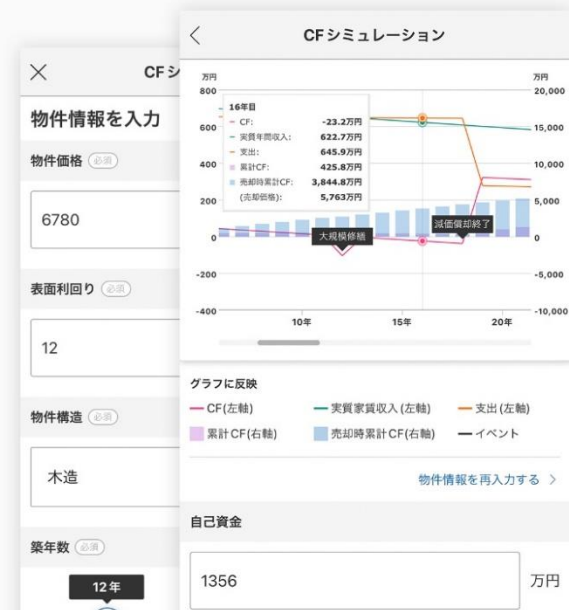 CFシ
物件情報を入力
物件価格 必須
6780
表面利回り 必須
12
物件構造 必須
木造
築年数 必須
12年
CFシミュレーション
万円 万円
800 20,000
600 15,000
400 10,000
200 5,000
0 0
-200 -5,000
-400 -10,000
16年目
CF: -23.2万円
実質年間収入: 622.7万円
支出: 645.9万円
累計CF: 425.8万円
売却時累計CF: 3,844.8万円
(売却価格): 5,763万円
大規模修繕
減価償却終了
10年 15年 20年
グラフに反映
CF(左軸) 実質家賃収入(左軸) 支出(左軸)
累計CF(右軸) 売却時累計CF(右軸) イベント
物件情報を再入力する
自己資金
1356 万円